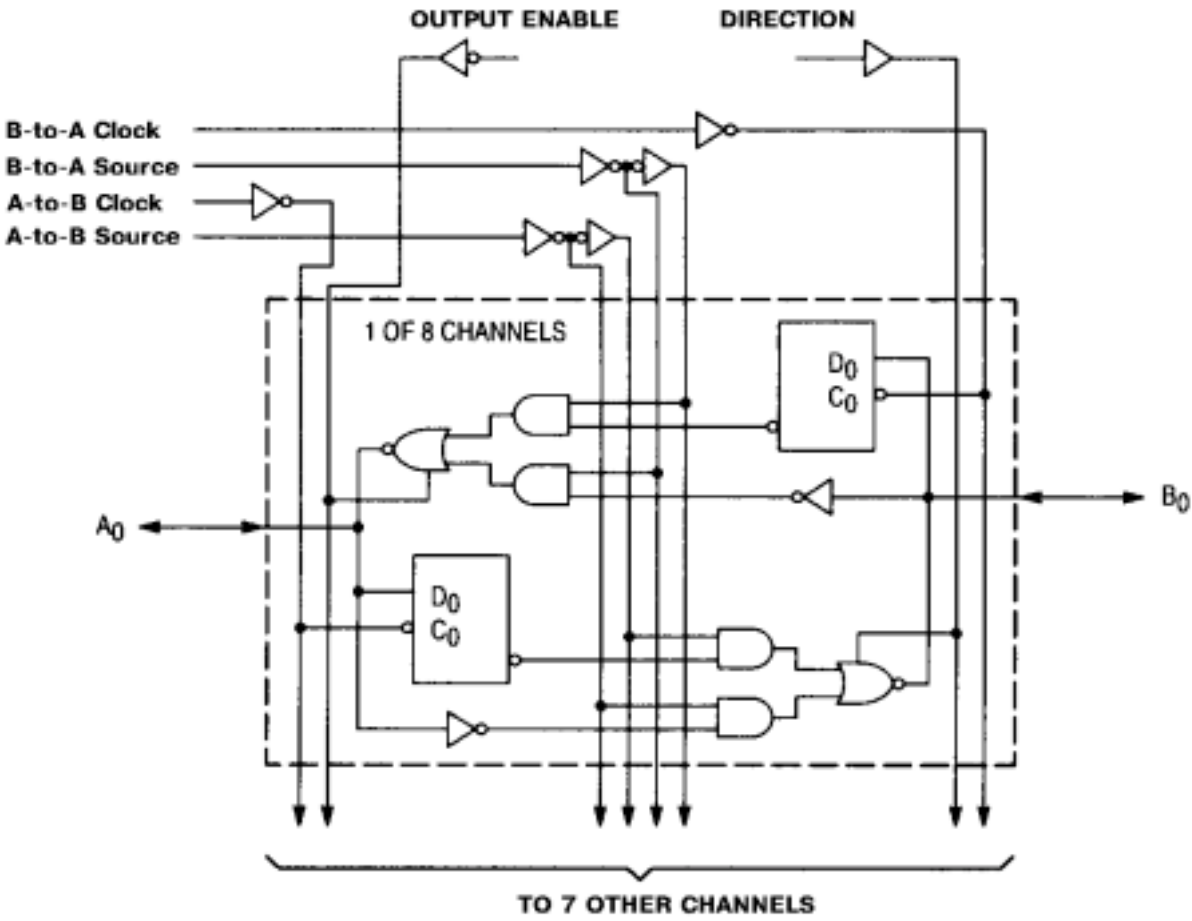 OUTPUT ENABLE
DIRECTION
B-to-A Clock
B-to-A Source
A-to-B Clock
A-to-B Source
1 OF 8 CHANNELS
D0
C0
A0
B0
D0
C0
TO 7 OTHER CHANNELS